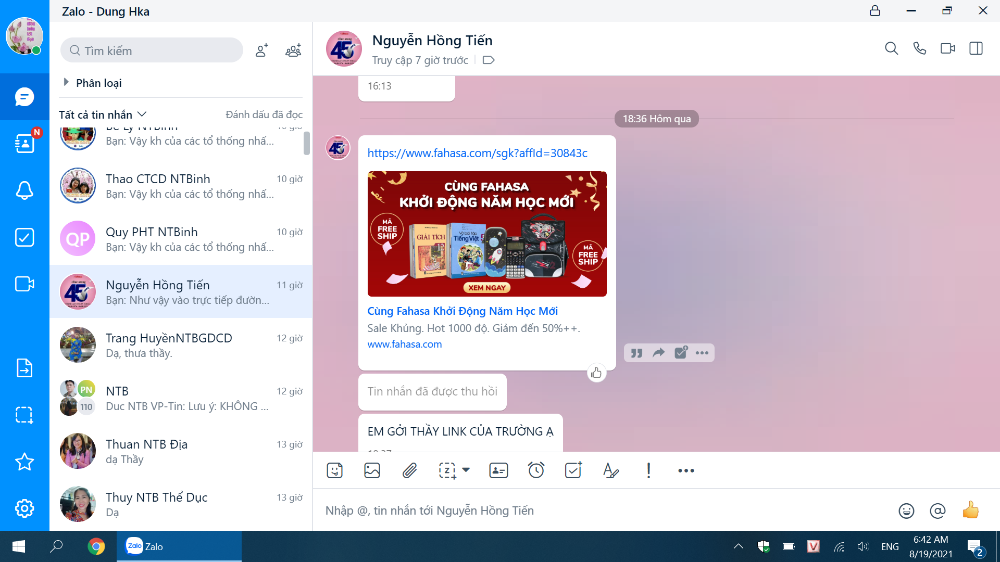 Zalo - Dung Hka
Tìm kiếm
Phân loại
Tất cả tin nhắn
Đánh dấu đã đọc
Bạn: Vậy kh của các tổ thống nhấ...
Thao CTCD NTBinh
10 giờ
Bạn: Vậy kh của các tổ thống nhấ...
QP
Quy PHT NTBinh
10 giờ
Bạn: Vậy kh của các tổ thống nhấ...
Nguyễn Hồng Tiến
11 giờ
Bạn: Như vậy vào trực tiếp đườn...
Trang HuyềnNTBGDCD
12 giờ
Dạ, thưa thầy.
PN
110
NTB
12 giờ
Duc NTB VP-Tin: Lưu ý: KHÔNG ...
Thuan NTB Địa
13 giờ
dạ Thầy
Thuy NTB Thể Dục
13 giờ
Dạ
N
Nguyễn Hồng Tiến
Truy cập 7 giờ trước
16:13
18:36 Hôm qua
https://www.fahasa.com/sgk?affId=30843c
CÙNG FAHASA
KHỞI ĐỘNG NĂM HỌC MỚI
MÃ
FREE
SHIP
GIẢI TÍCH
12
Vở bài tập
Tiếng Việt
MÃ
FREE
SHIP
XEM NGAY
Cùng Fahasa Khởi Động Năm Học Mới
Sale Khủng. Hot 1000 độ. Giảm đến 50%++.
www.fahasa.com
Tin nhắn đã được thu hồi
EM GỞI THẦY LINK CỦA TRƯỜNG Ạ
Nhập @, tin nhắn tới Nguyễn Hồng Tiến
Zalo
Zalo
ENG
6:42 AM
8/19/2021
2